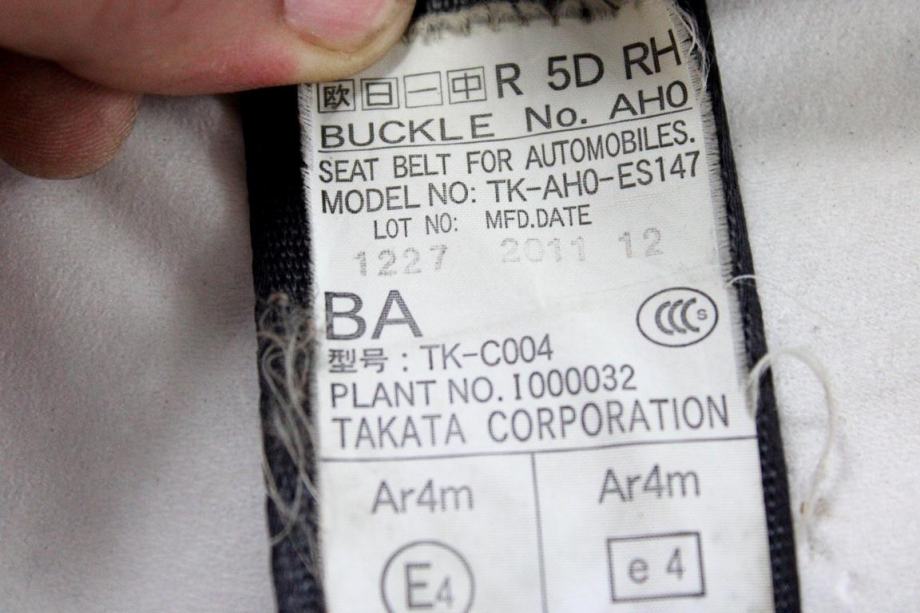 欧日一中 R 5D RH
BUCKLE No. AH0
SEAT BELT FOR AUTOMOBILES.
MODEL NO: TK-AH0-ES147
LOT NO: MFD.DATE
1227 2011 12
BA
CCC S
型号：TK-C004
PLANT NO. I000032
TAKATA CORPORATION
Ar4m Ar4m
E4 e 4